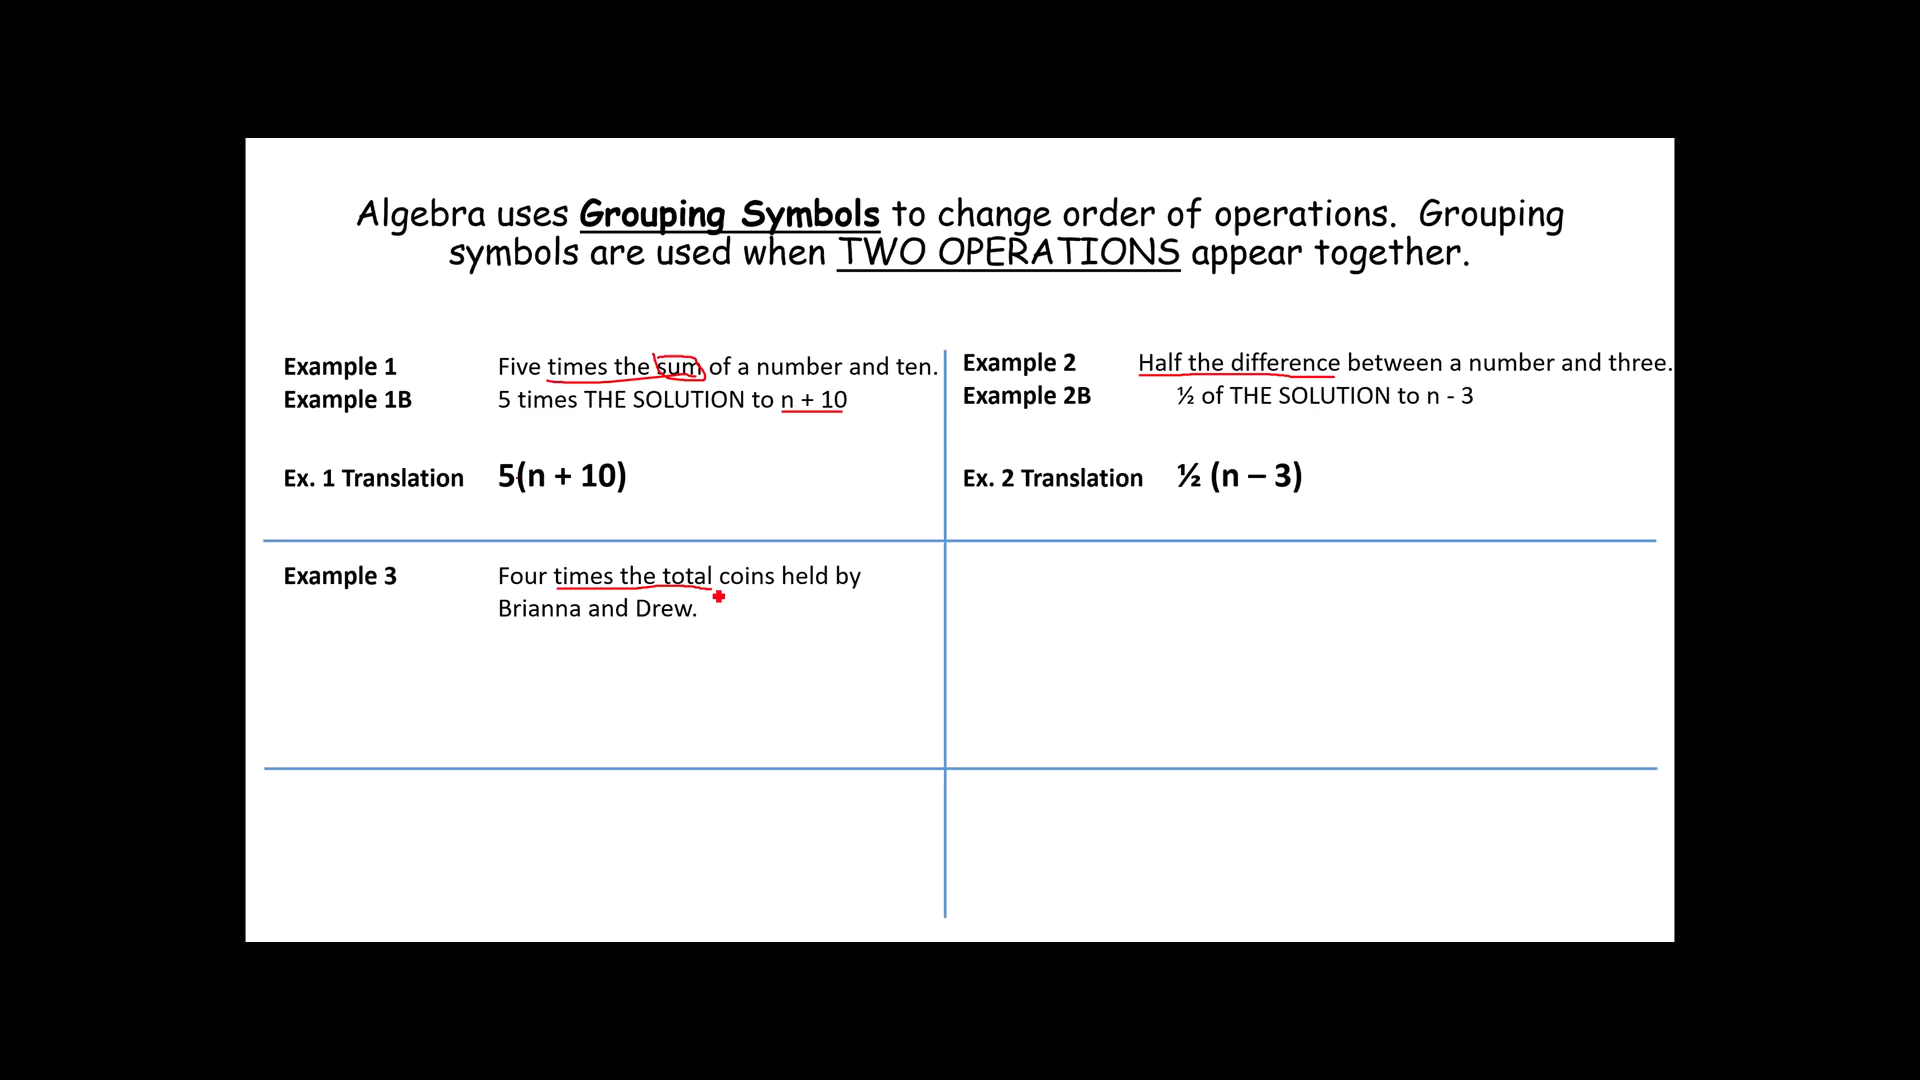 Algebra uses Grouping Symbols to change order of operations. Grouping
symbols are used when TWO OPERATIONS appear together.
Example 1 Five times the sum of a number and ten.
Example 1B 5 times THE SOLUTION to n + 10
Ex. 1 Translation 5(n + 10)
Example 2 Half the difference between a number and three.
Example 2B ½ of THE SOLUTION to n - 3
Ex. 2 Translation ½ (n – 3)
Example 3 Four times the total coins held by
Brianna and Drew.